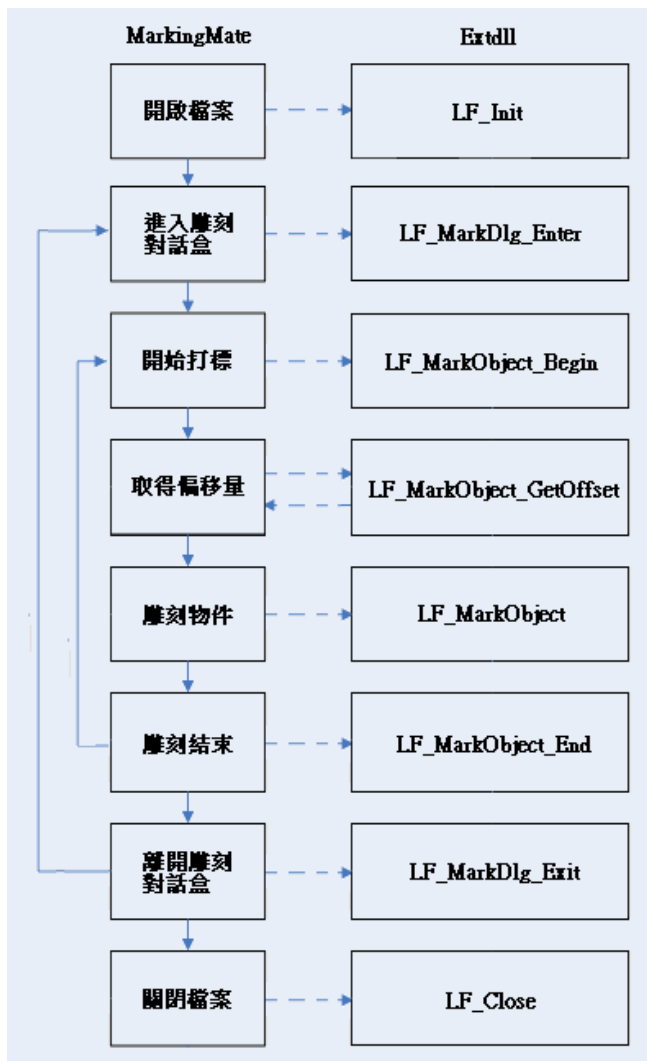 MarkingMate Extdll
開啟檔案 LF_Init
進入雕刻
對話盒
LF_MarkDlg_Enter
開始打標 LF_MarkObject_Begin
取得偏移量 LF_MarkObject_GetOffset
雕刻物件 LF_MarkObject
雕刻結束 LF_MarkObject_End
離開雕刻
對話盒
LF_MarkDlg_Exit
關閉檔案 LF_Close